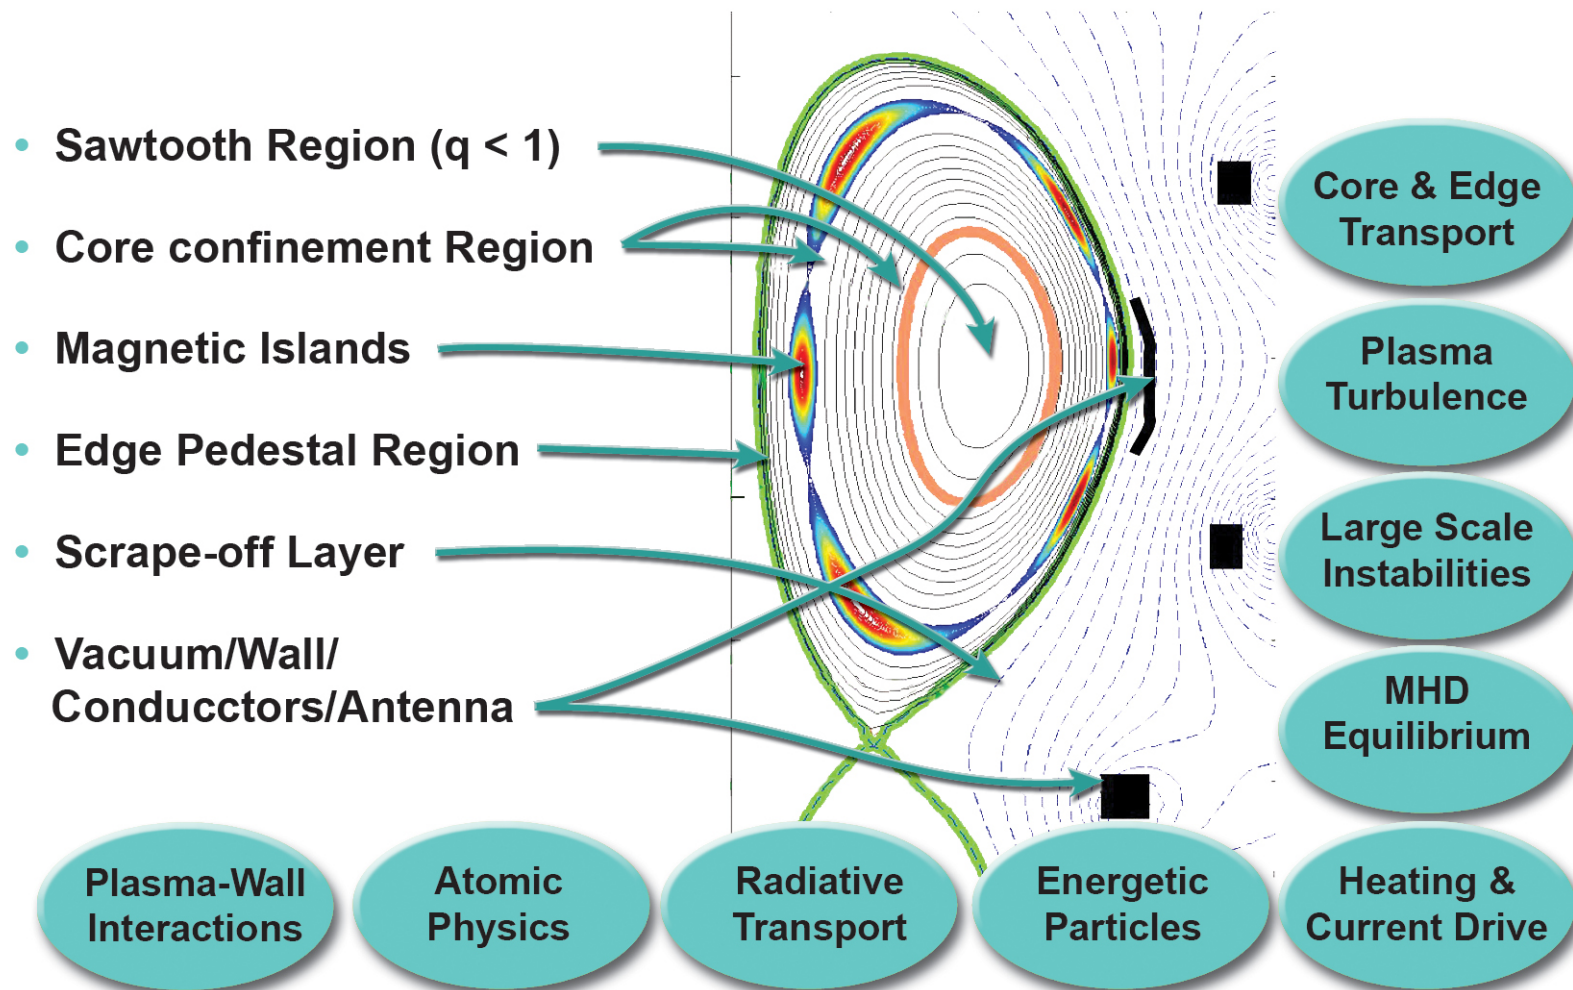 • Sawtooth Region (q < 1)
• Core confinement Region
• Magnetic Islands
• Edge Pedestal Region
• Scrape-off Layer
• Vacuum/Wall/
Conducctors/Antenna
Core & Edge
Transport
Plasma
Turbulence
Large Scale
Instabilities
MHD
Equilibrium
Plasma-Wall
Interactions
Atomic
Physics
Radiative
Transport
Energetic
Particles
Heating &
Current Drive